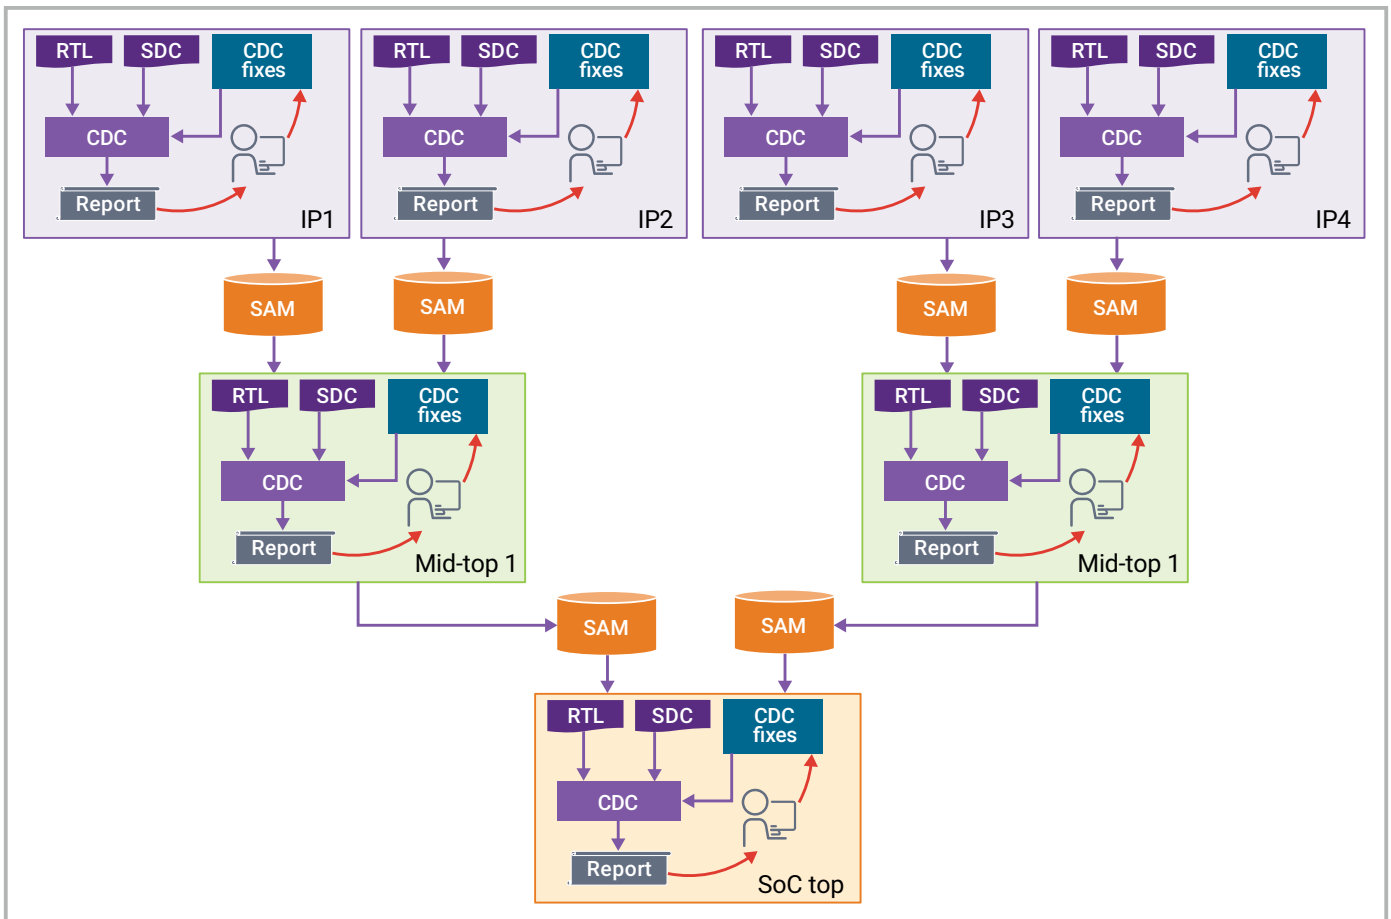 RTL
SDC
CDC
fixes
CDC
Report
IP1
RTL
SDC
CDC
fixes
CDC
Report
IP2
RTL
SDC
CDC
fixes
CDC
Report
IP3
RTL
SDC
CDC
fixes
CDC
Report
IP4
SAM
SAM
SAM
SAM
RTL
SDC
CDC
fixes
CDC
Report
Mid-top 1
RTL
SDC
CDC
fixes
CDC
Report
Mid-top 1
SAM
SAM
RTL
SDC
CDC
fixes
CDC
Report
SoC top